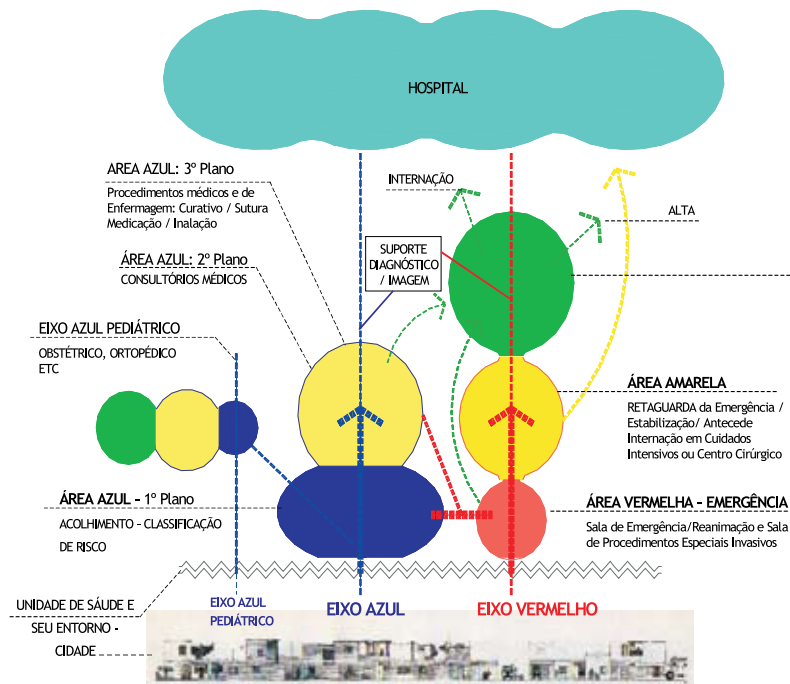 HOSPITAL
AREA AZUL: 3º Plano
Procedimentos médicos e de
Enfermagem: Curativo / Sutura
Medicação / Inalação
INTERNAÇÃO
ALTA
SUPORTE
DIAGNÓSTICO
/ IMAGEM
ÁREA AZUL: 2º Plano
CONSULTÓRIOS MÉDICOS
EIXO AZUL PEDIÁTRICO
OBSTÉTRICO, ORTOPÉDICO
ETC
ÁREA AMARELA
RETAGUARDA da Emergência /
Estabilização/ Antecede
Internação em Cuidados
Intensivos ou Centro Cirúrgico
ÁREA AZUL - 1º Plano
ACOLHIMENTO - CLASSIFICAÇÃO
DE RISCO
ÁREA VERMELHA - EMERGÊNCIA
Sala de Emergência/Reanimação e Sala
de Procedimentos Especiais Invasivos
UNIDADE DE SÁUDE E
SEU ENTORNO -
CIDADE
EIXO AZUL
PEDIÁTRICO
EIXO AZUL
EIXO VERMELHO